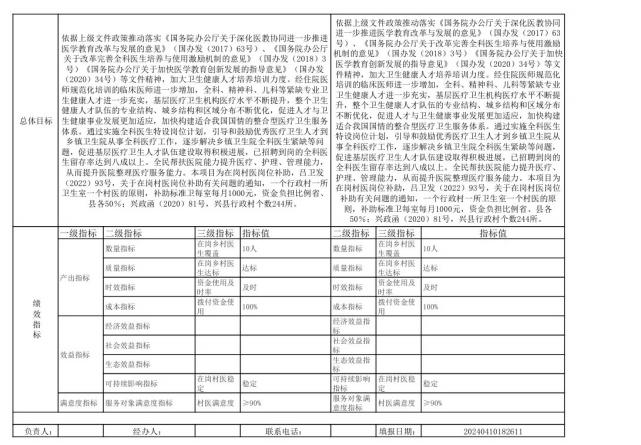 总体目标
依据上级文件政策推动落实《国务院办公厅关于深化医教协同进一步推进
医学教育改革与发展的意见》（国办发（2017）63号）、《国务院办公厅
关于改革完善全科医生培养与使用激励机制的意见》（国办发（2018）3
号）《国务院办公厅关于加快医学教育创新发展的指导意见》（国办发
（2020）34号）等文件精神，加大卫生健康人才培养培训力度。经住院医
师规范化培训的临床医师进一步增加，全科、精神科、儿科等紧缺专业卫
生健康人才进一步充实，基层医疗卫生机构医疗水平不断提升，整个卫生
健康人才队伍的专业结构、城乡结构和区域分布不断优化，促进人才与卫
生健康事业发展更加适应，加快构建适合我国国情的整合型医疗卫生服务
体系。通过实施全科医生特设岗位计划，引导和鼓励优秀医疗卫生人才到
乡镇卫生院从事全科医疗工作，逐步解决乡镇卫生院全科医生紧缺等问
题，促进基层医疗卫生人才队伍建设取得积极进展，已招聘到岗的全科医
生留存率达到八成以上。全民帮扶医院能力提升医疗、护理、管理能力，
从而提升医院整理医疗服务能力。本项目为在岗村医岗位补助，吕卫发
（2022）93号，关于在岗村医岗位补助有关问题的通知，一个行政村一所
卫生室一个村医的原则，补助标准卫每室每月1000元，资金负担比例省、
县各50%；兴政函（2020）81号，兴县行政村个数244所。
依据上级文件政策推动落实《国务院办公厅关于深化医教协同
进一步推进医学教育改革与发展的意见》（国办发（2017）63
号）、《国务院办公厅关于改革完善全科医生培养与使用激励
机制的意见》（国办发（2018）3号）《国务院办公厅关于加快
医学教育创新发展的指导意见》（国办发（2020）34号）等文
件精神，加大卫生健康人才培养培训力度。经住院医师规范化
培训的临床医师进一步增加，全科、精神科、儿科等紧缺专业
卫生健康人才进一步充实，基层医疗卫生机构医疗水平不断提
升，整个卫生健康人才队伍的专业结构、城乡结构和区域分布
不断优化，促进人才与卫生健康事业发展更加适应，加快构建
适合我国国情的整合型医疗卫生服务体系。通过实施全科医生
特设岗位计划，引导和鼓励优秀医疗卫生人才到乡镇卫生院从
事全科医疗工作，逐步解决乡镇卫生院全科医生紧缺等问题，
促进基层医疗卫生人才队伍建设取得积极进展，已招聘到岗的
全科医生留存率达到八成以上。全民帮扶医院能力提升医疗、
护理、管理能力，从而提升医院整理医疗服务能力。本项目为
在岗村医岗位补助，吕卫发（2022）93号，关于在岗村医岗位
补助有关问题的通知，一个行政村一所卫生室一个村医的原
则，补助标准卫每室每月1000元，资金负担比例省、县各
50%；兴政函（2020）81号，兴县行政村个数244所。
绩效指标
一级指标 二级指标 三级指标 指标值 二级指标 三级指标 指标值
产出指标
数量指标 在岗乡村医生覆盖 10人 数量指标 在岗乡村医生覆盖 10人
质量指标 在岗乡村医生达标 达标 质量指标 在岗乡村医生达标 达标
时效指标 资金使用及时率 及时 时效指标 资金使用及时率 及时
成本指标 拨付资金使用 100% 成本指标 拨付资金使用 100%
效益指标
经济效益指标 经济效益指标
社会效益指标 社会效益指标
生态效益指标 生态效益指标
可持续影响指标 在岗村医稳定 稳定 可持续影响指标 在岗村医稳定 稳定
满意度指标 服务对象满意度指标 村医满意度 ≥90% 服务对象满意度指标 村医满意度 ≥90%
负责人： 经办人： 联系电话： 填报日期： 20240410182611